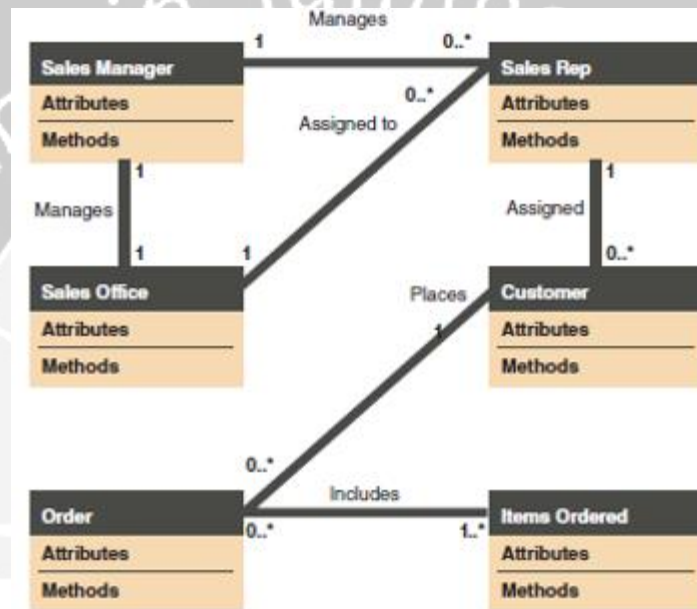 Manages
1 0..*
Sales Manager Sales Rep
Attributes Attributes
Methods Methods
0..*
Assigned to
1 1
Manages Assigned
1 1 0..*
Sales Office Customer
Places
1
Attributes Attributes
Methods Methods
0..*
Includes
Order Items Ordered
0..* 1..*
Attributes Attributes
Methods Methods